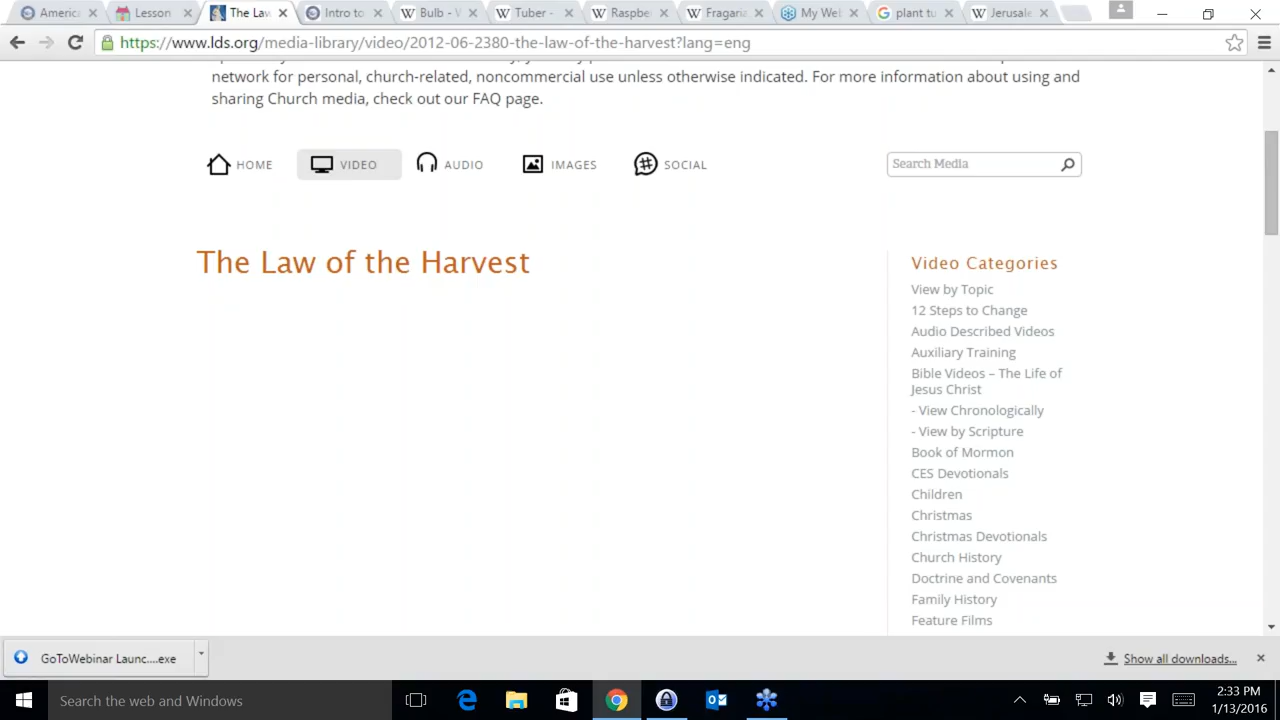 America
Lesson
The Law
Intro to
Bulb - W
Tuber -
Raspbe
Fragaria
My Web
plant tu
Jerusale
https://www.lds.org/media-library/video/2012-06-2380-the-law-of-the-harvest?lang=eng
network for personal, church-related, noncommercial use unless otherwise indicated. For more information about using and
sharing Church media, check out our FAQ page.
HOME VIDEO AUDIO IMAGES SOCIAL Search Media
The Law of the Harvest
Video Categories
View by Topic
12 Steps to Change
Audio Described Videos
Auxiliary Training
Bible Videos – The Life of
Jesus Christ
- View Chronologically
- View by Scripture
Book of Mormon
CES Devotionals
Children
Christmas
Christmas Devotionals
Church History
Doctrine and Covenants
Family History
Feature Films
GoToWebinar Launc....exe
Show all downloads...
Search the web and Windows
2:33 PM
1/13/2016